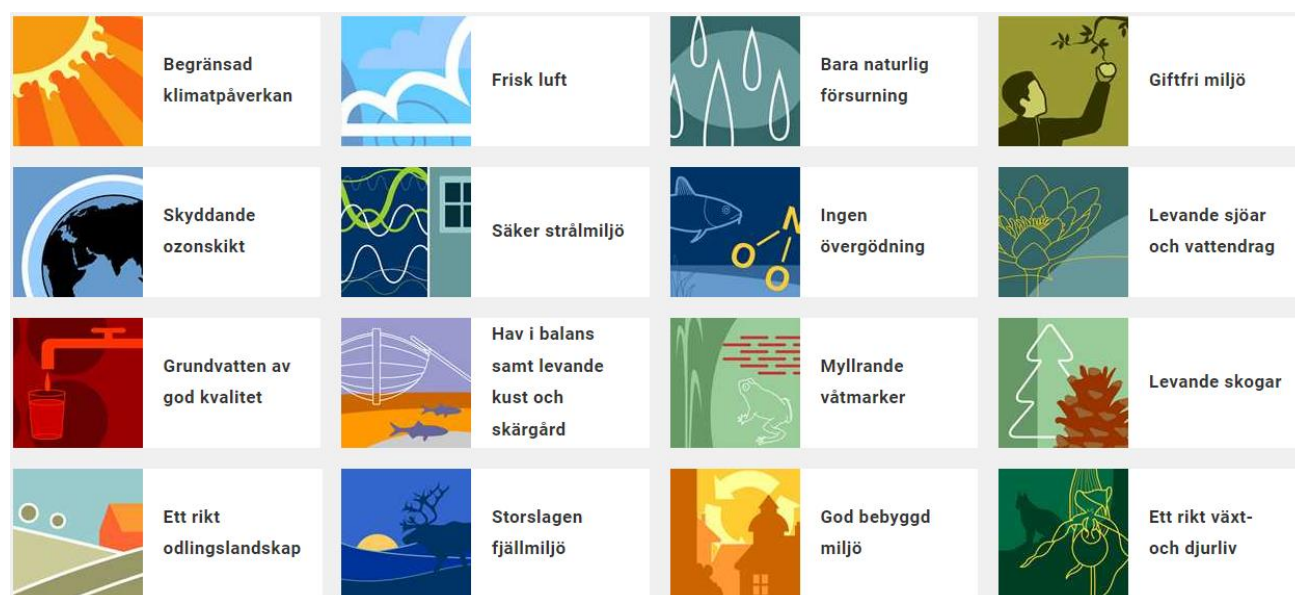 Begränsad
klimatpåverkan
Frisk luft
Bara naturlig
försurning
Giftfri miljö
Skyddande
ozonskikt
Säker strålmiljö
O
O
N
Ingen
övergödning
Levande sjöar
och vattendrag
Grundvatten av
god kvalitet
Hav i balans
samt levande
kust och
skärgård
Myllrande
våtmarker
Levande skogar
Ett rikt
odlingslandskap
Storslagen
fjällmiljö
God bebyggd
miljö
Ett rikt växt-
och djurliv